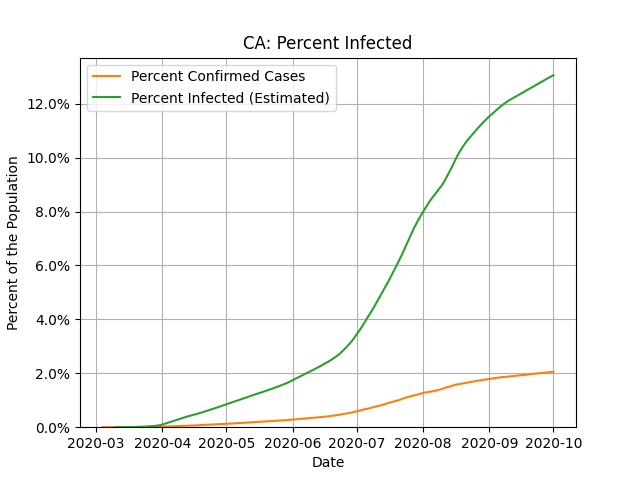 CA: Percent Infected
Percent Confirmed Cases
Percent Infected (Estimated)
Percent of the Population
12.0%
10.0%
8.0%
6.0%
4.0%
2.0%
0.0%
2020-03 2020-04 2020-05 2020-06 2020-07 2020-08 2020-09 2020-10
Date